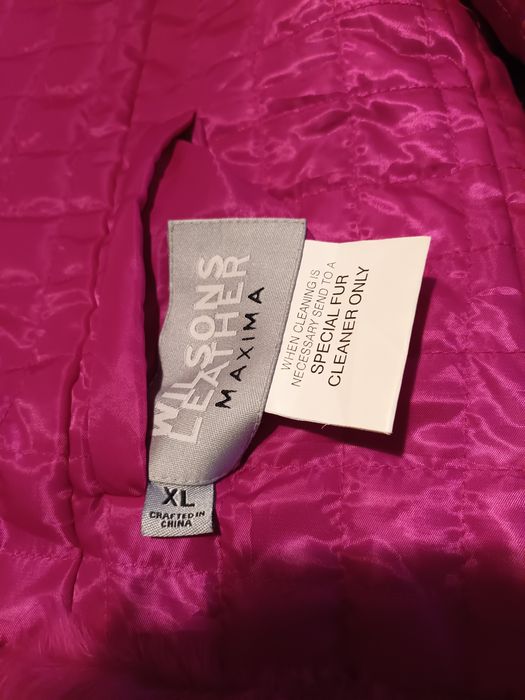 WILSONS
LEATHER
MAXIMA
WHEN CLEANING IS
NECESSARY SEND TO A
SPECIAL FUR
CLEANER ONLY
XL
CRAFTED IN
CHINA